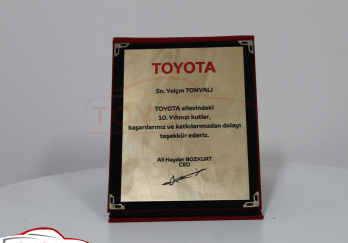 TOYOTA
Sn. Yalçın TONYALI
TOYOTA ailesindeki
10. Yılınızı kutlar,
başarılarınız ve katkılarınızdan dolayı
teşekkür ederiz.
Ali Haydar BOZKURT
CEO